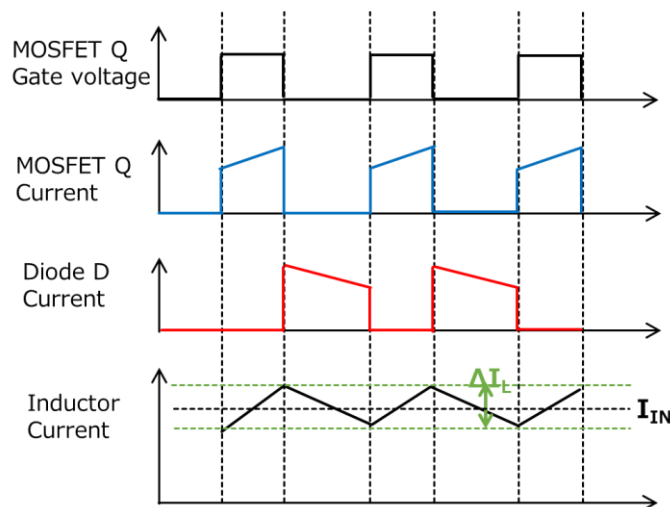 MOSFET Q
Gate voltage
MOSFET Q
Current
Diode D
Current
ΔIL
Inductor
Current
IIN